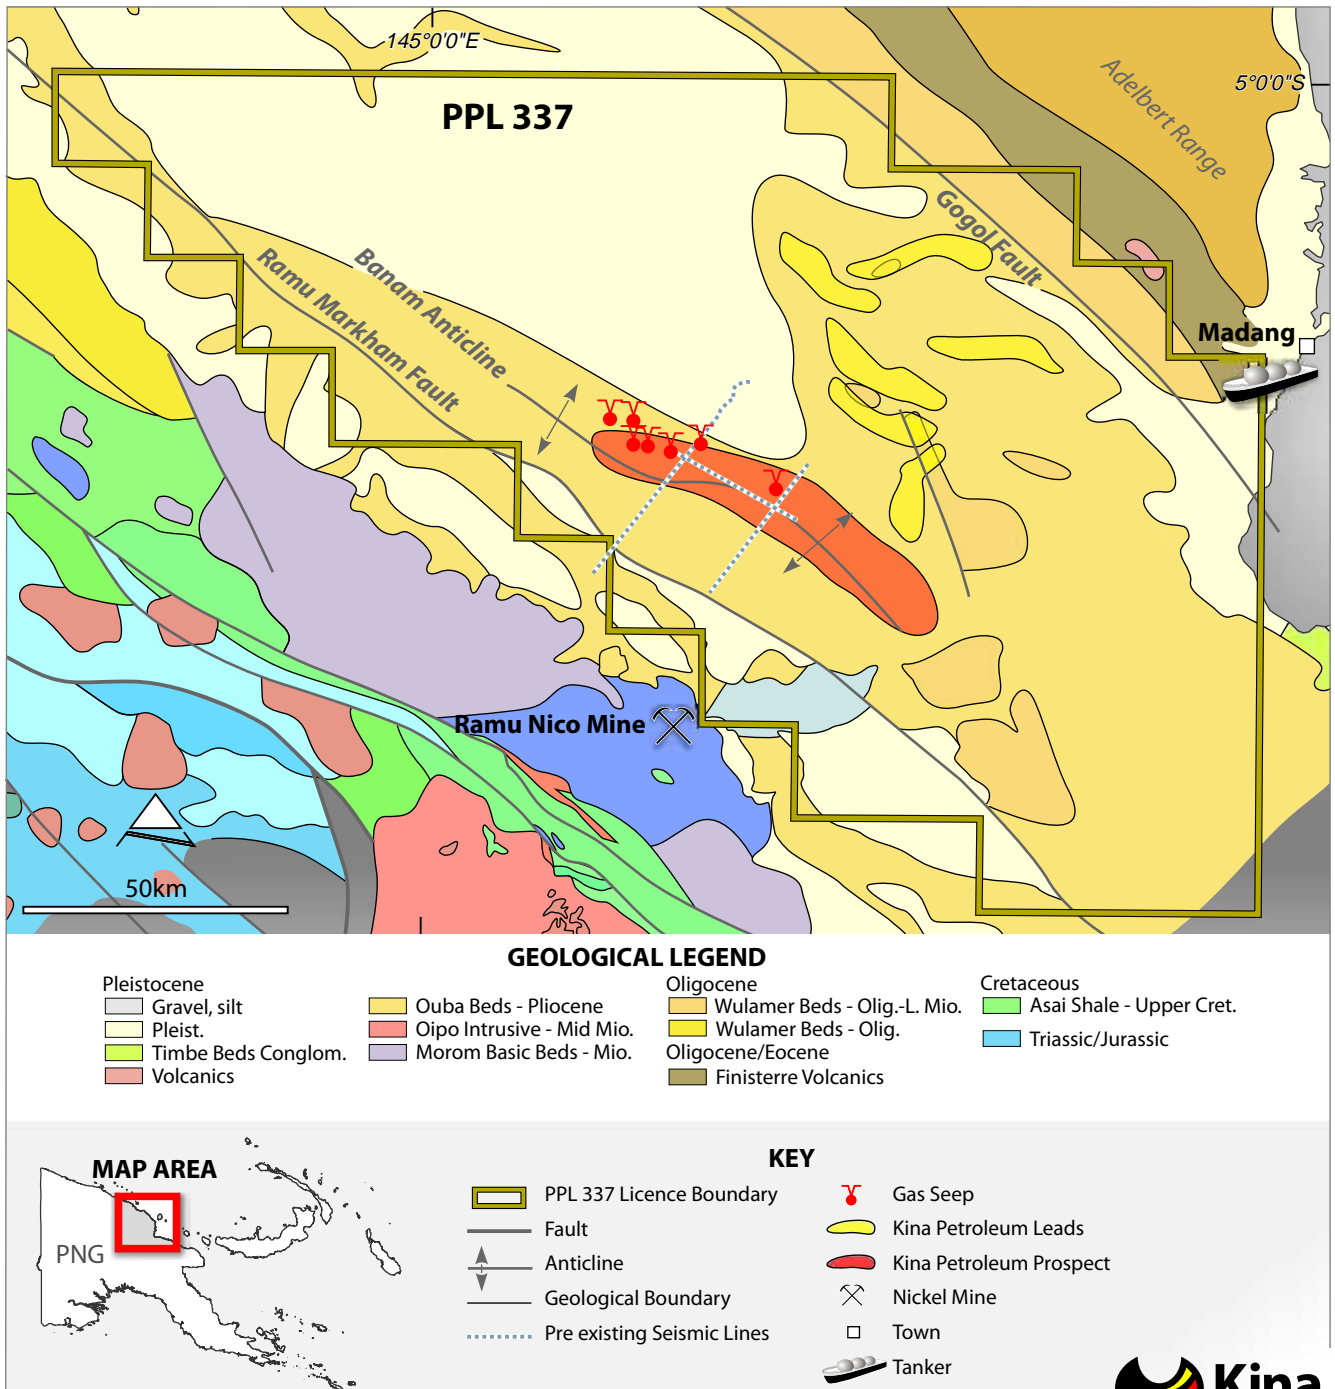 145°0'0"E
5°0'0"S
PPL 337
Adelbert Range
Gogol Fault
Banam Anticline
Ramu Markham Fault
Madang
Ramu Nico Mine
50km
GEOLOGICAL LEGEND
Pleistocene
Gravel, silt
Pleist.
Timbe Beds Conglom.
Volcanics
Ouba Beds - Pliocene
Oipo Intrusive - Mid Mio.
Morom Basic Beds - Mio.
Oligocene
Wulamer Beds - Olig.-L. Mio.
Wulamer Beds - Olig.
Oligocene/Eocene
Finisterre Volcanics
Cretaceous
Asai Shale - Upper Cret.
Triassic/Jurassic
MAP AREA
PNG
KEY
PPL 337 Licence Boundary
Fault
Anticline
Geological Boundary
Pre existing Seismic Lines
Gas Seep
Kina Petroleum Leads
Kina Petroleum Prospect
Nickel Mine
Town
Tanker
Kina